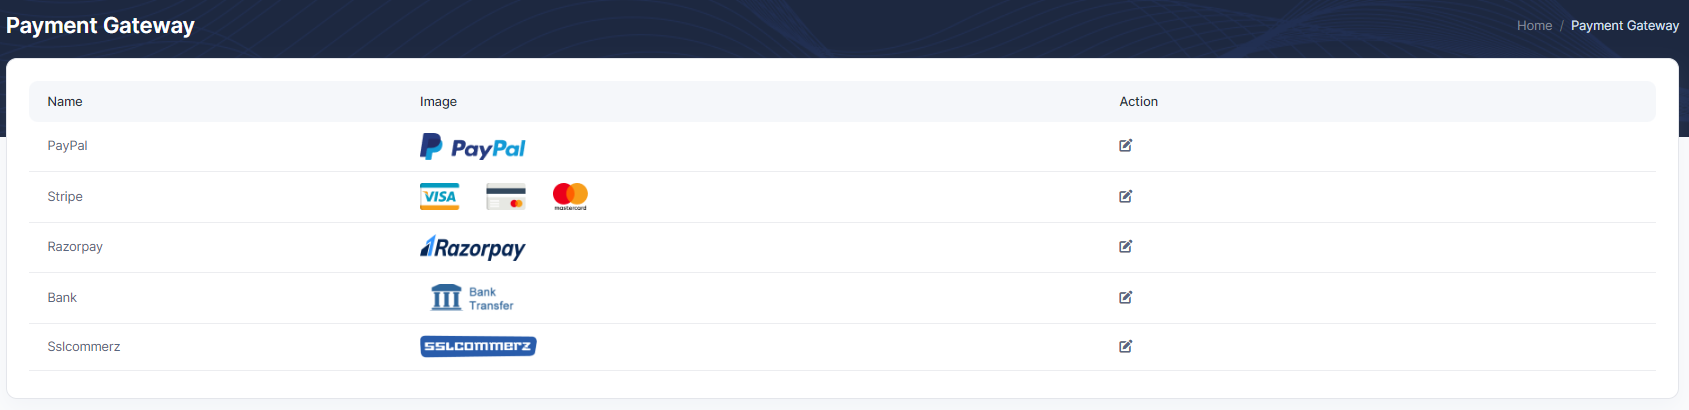 Payment Gateway
Home / Payment Gateway
Name Image Action
PayPal PayPal
Stripe VISA mastercard
Razorpay Razorpay
Bank Bank
Transfer
Sslcommerz SSLCOMMERZ